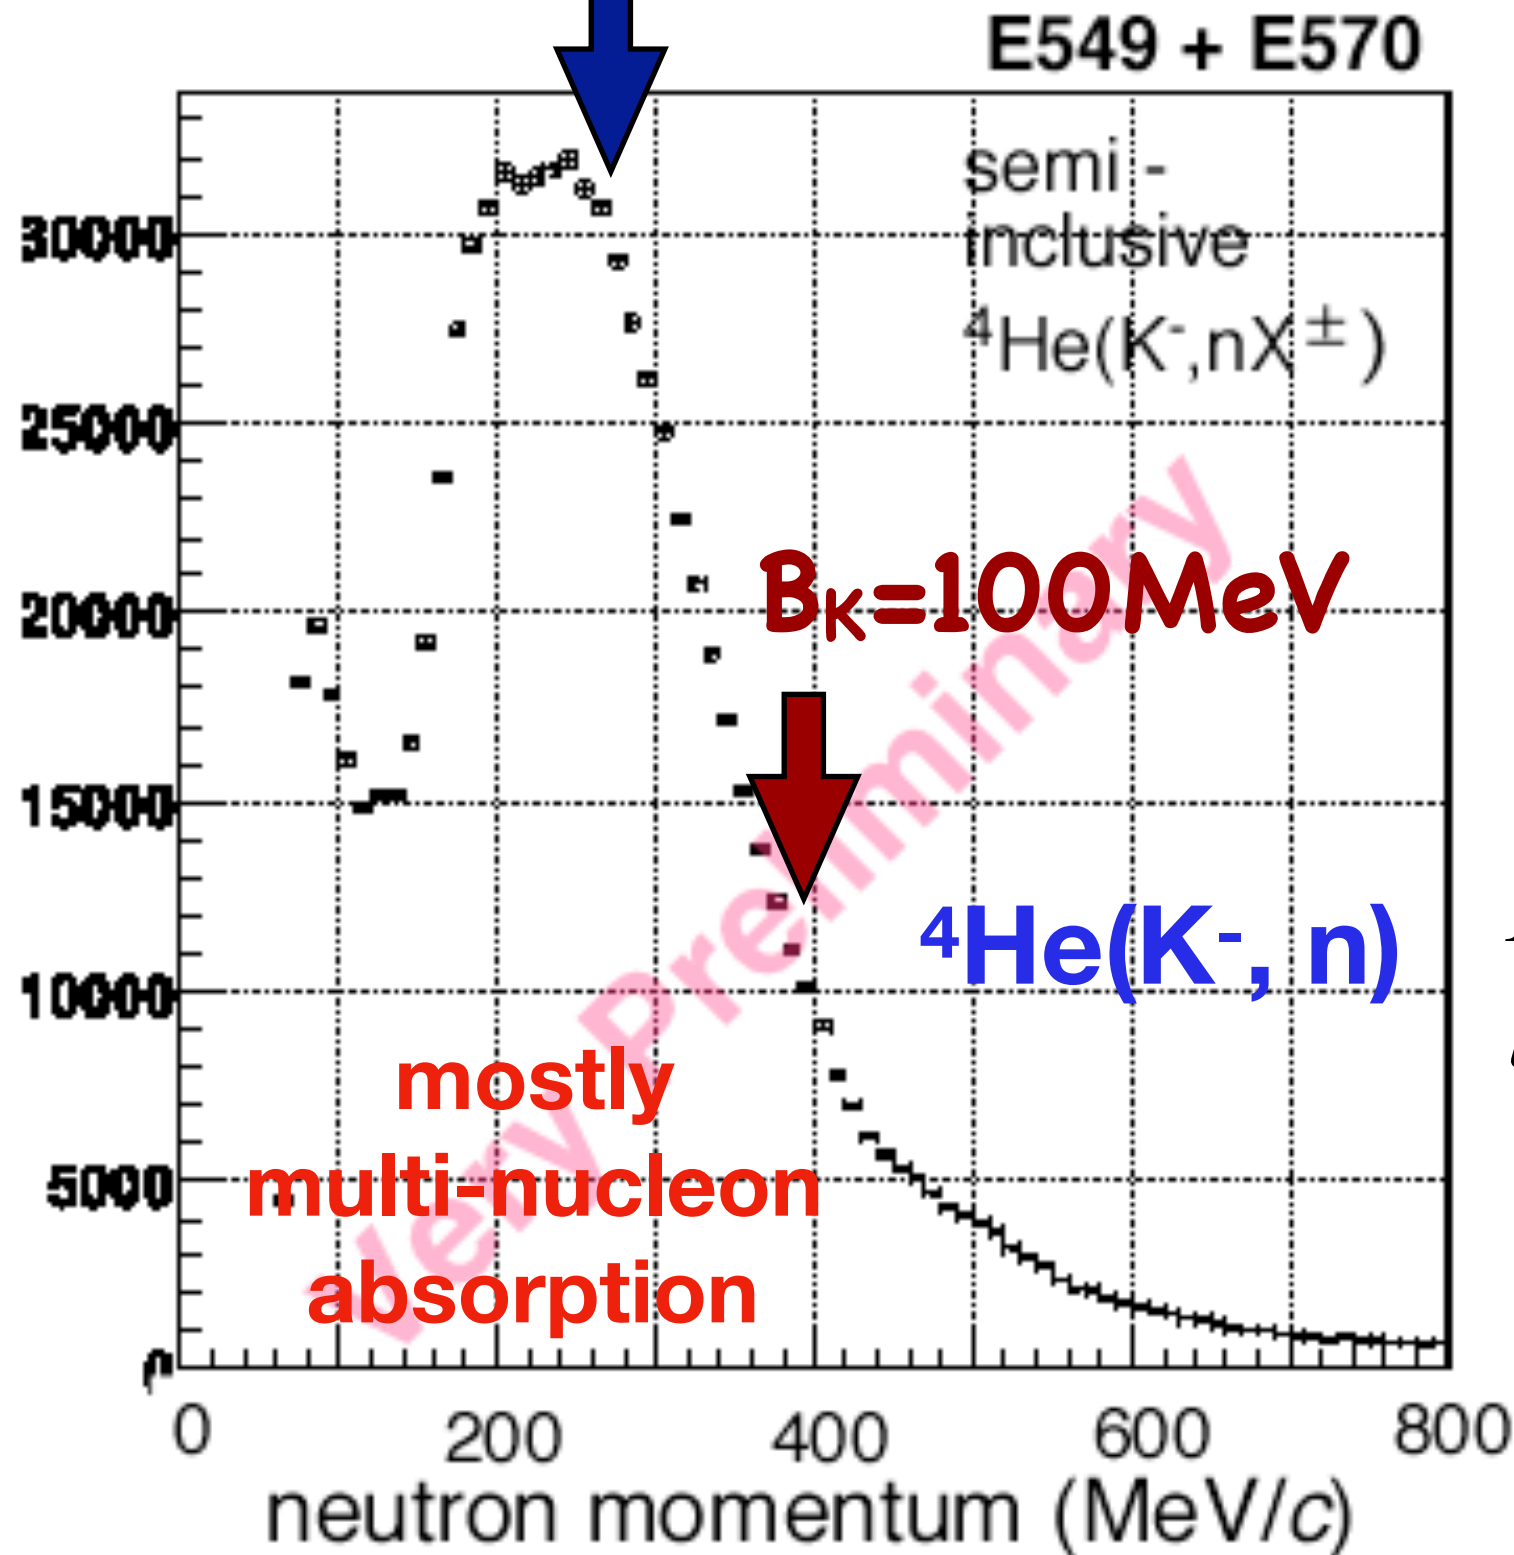 E549 + E570
semi -
inclusive
⁴He(K⁻,nX±)
30000
25000
20000
15000
10000
5000
0
BK=100MeV
⁴He(K⁻, n)
mostly
multi-nucleon
absorption
Very Preliminary
0 200 400 600 800
neutron momentum (MeV/c)